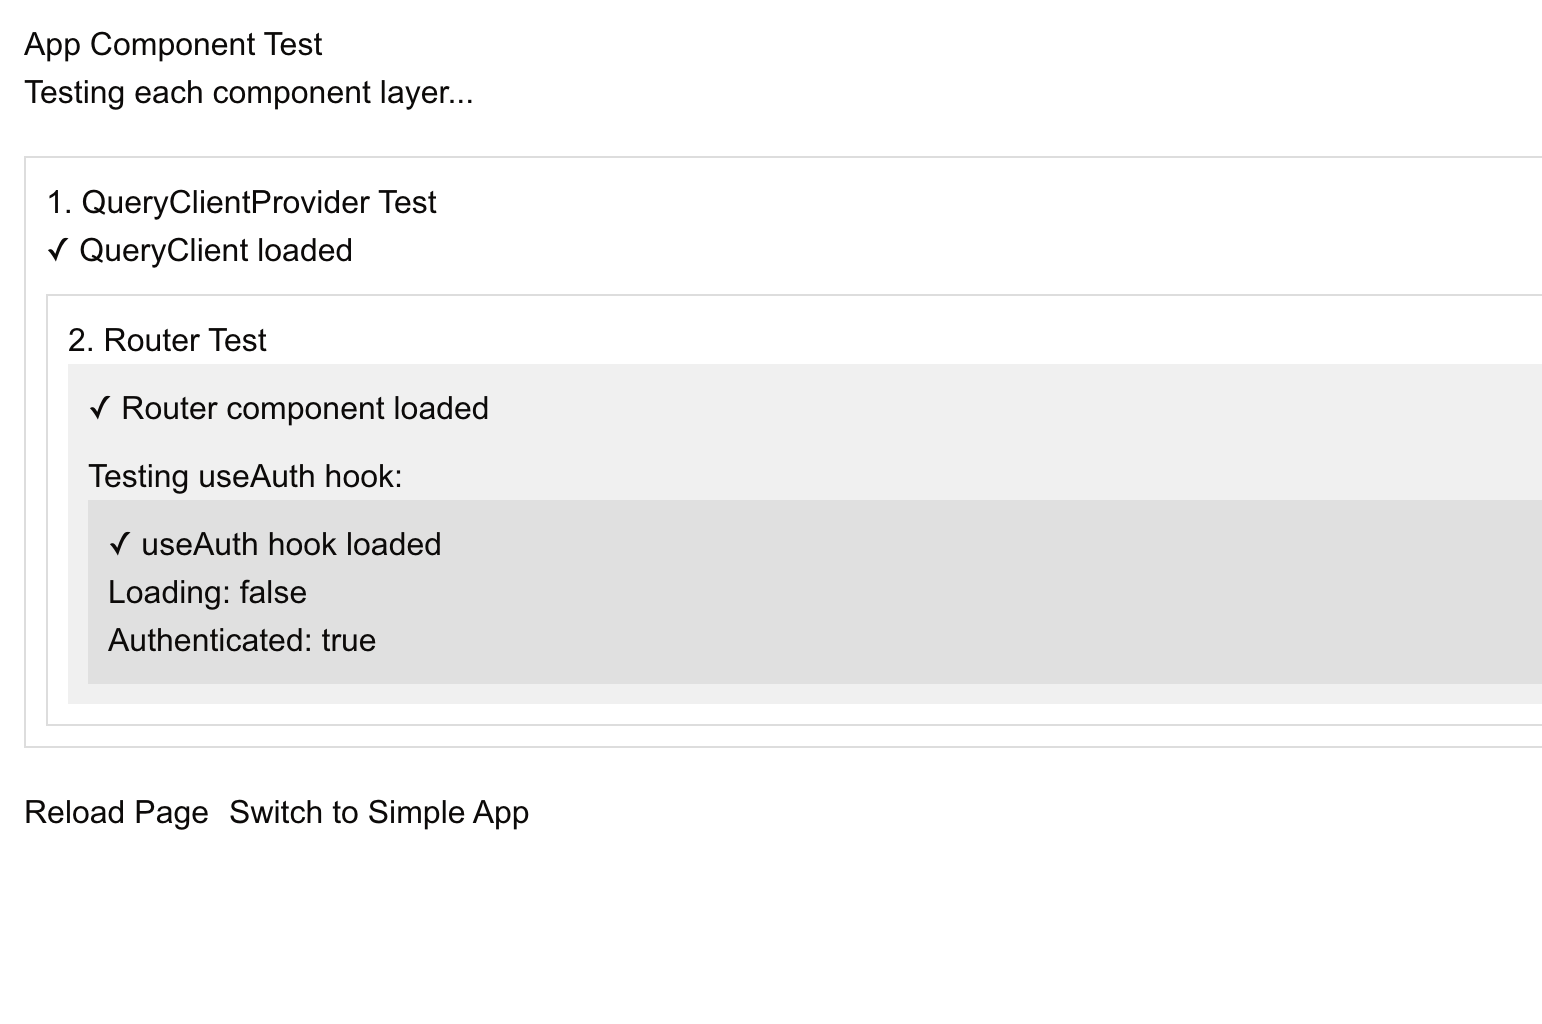 App Component Test
Testing each component layer...
1. QueryClientProvider Test
✓ QueryClient loaded
2. Router Test
✓ Router component loaded
Testing useAuth hook:
✓ useAuth hook loaded
Loading: false
Authenticated: true
Reload Page Switch to Simple App